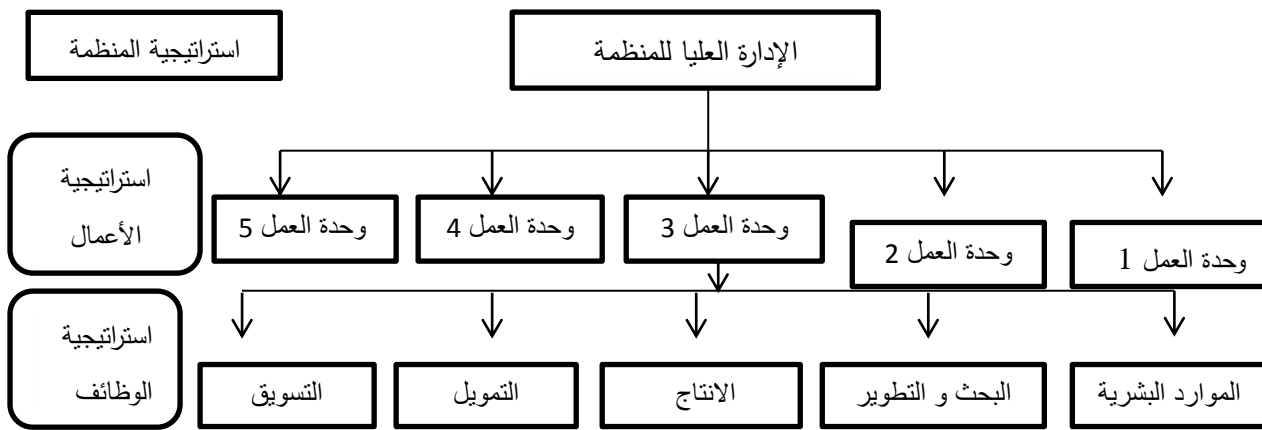 استراتيجية المنظمة
الإدارة العليا للمنظمة
استراتيجية
الأعمال
وحدة العمل 1
وحدة العمل 2
وحدة العمل 3
وحدة العمل 4
وحدة العمل 5
استراتيجية
الوظائف
الموارد البشرية
البحث و التطوير
الانتاج
التمويل
التسويق